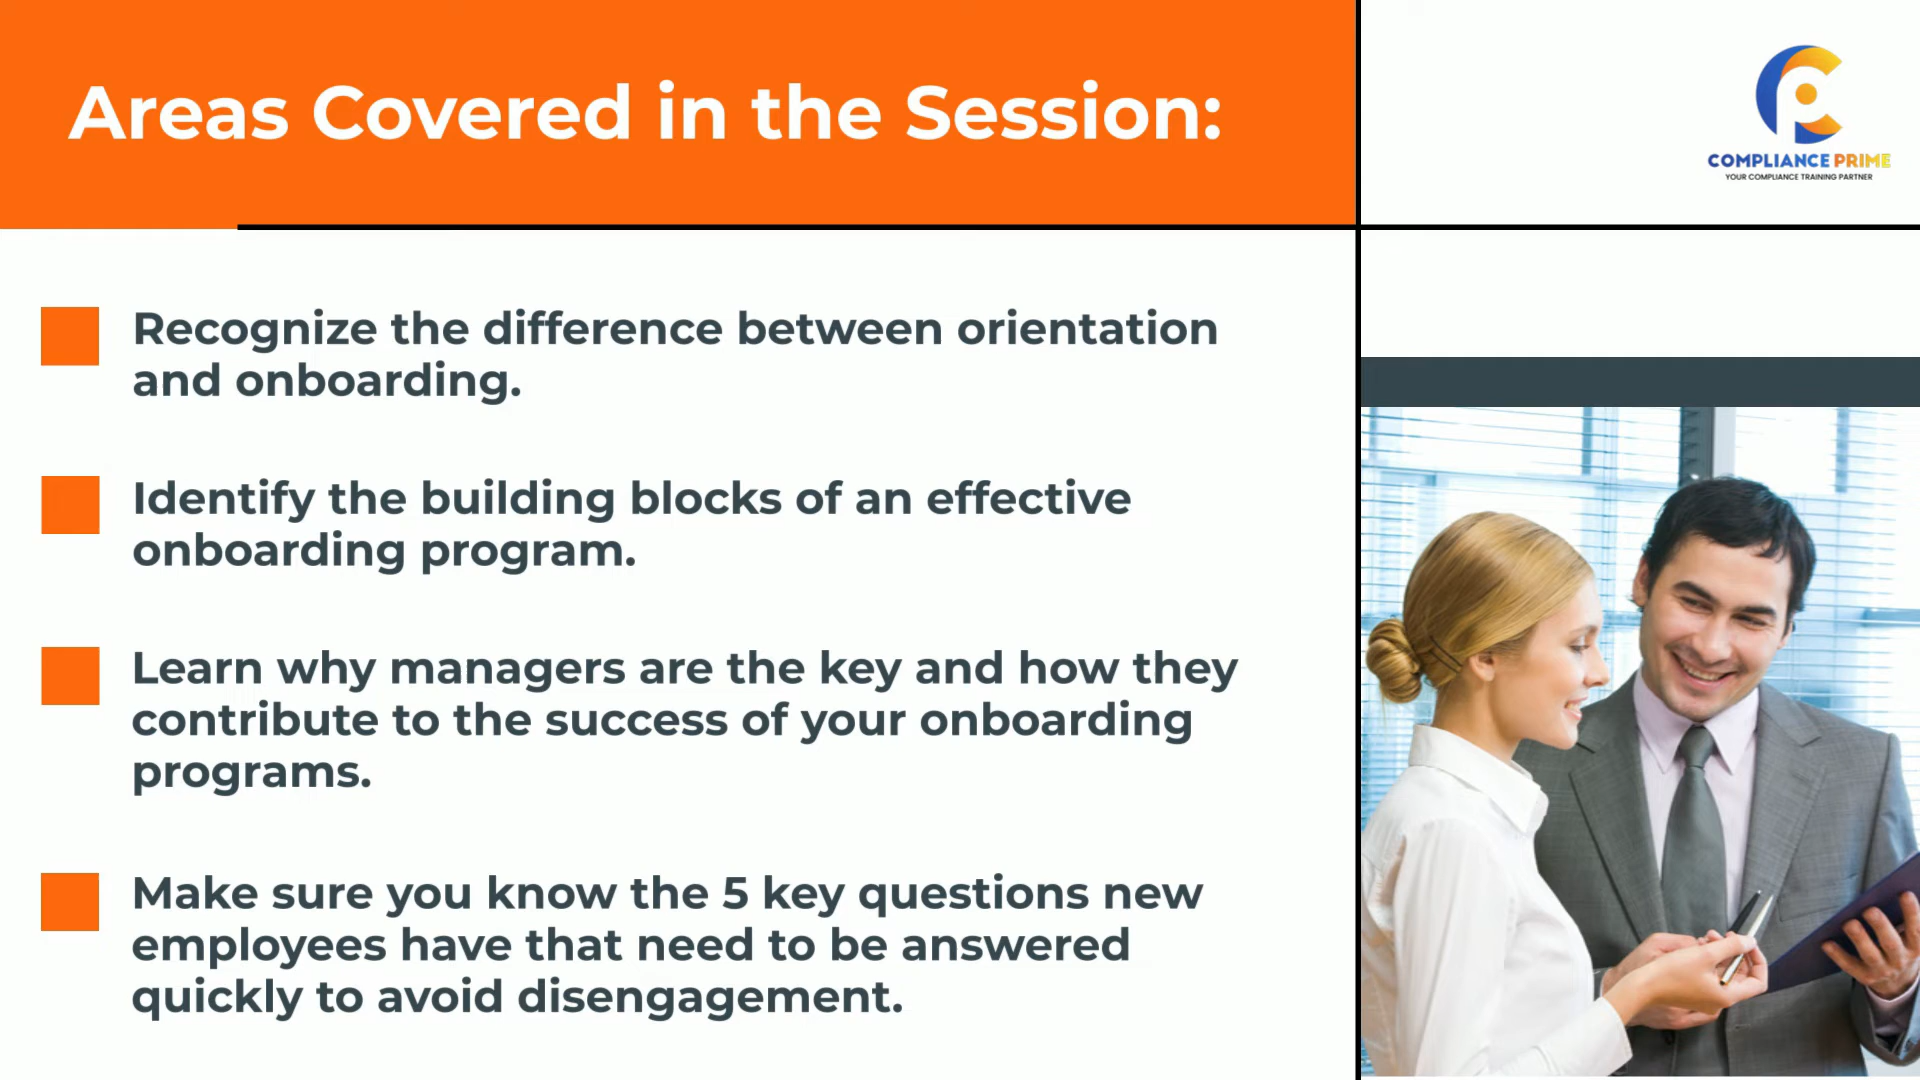 Areas Covered in the Session:
COMPLIANCE PRIME
YOUR COMPLIANCE TRAINING PARTNER
Recognize the difference between orientation
and onboarding.
Identify the building blocks of an effective
onboarding program.
Learn why managers are the key and how they
contribute to the success of your onboarding
programs.
Make sure you know the 5 key questions new
employees have that need to be answered
quickly to avoid disengagement.